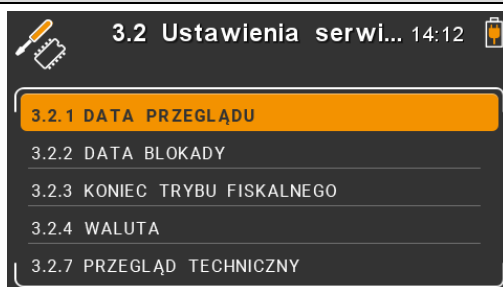 3.2 Ustawienia serwi... 14:12
3.2.1 DATA PRZEGLĄDU
3.2.2 DATA BLOKADY
3.2.3 KONIEC TRYBU FISKALNEGO
3.2.4 WALUTA
3.2.7 PRZEGLĄD TECHNICZNY